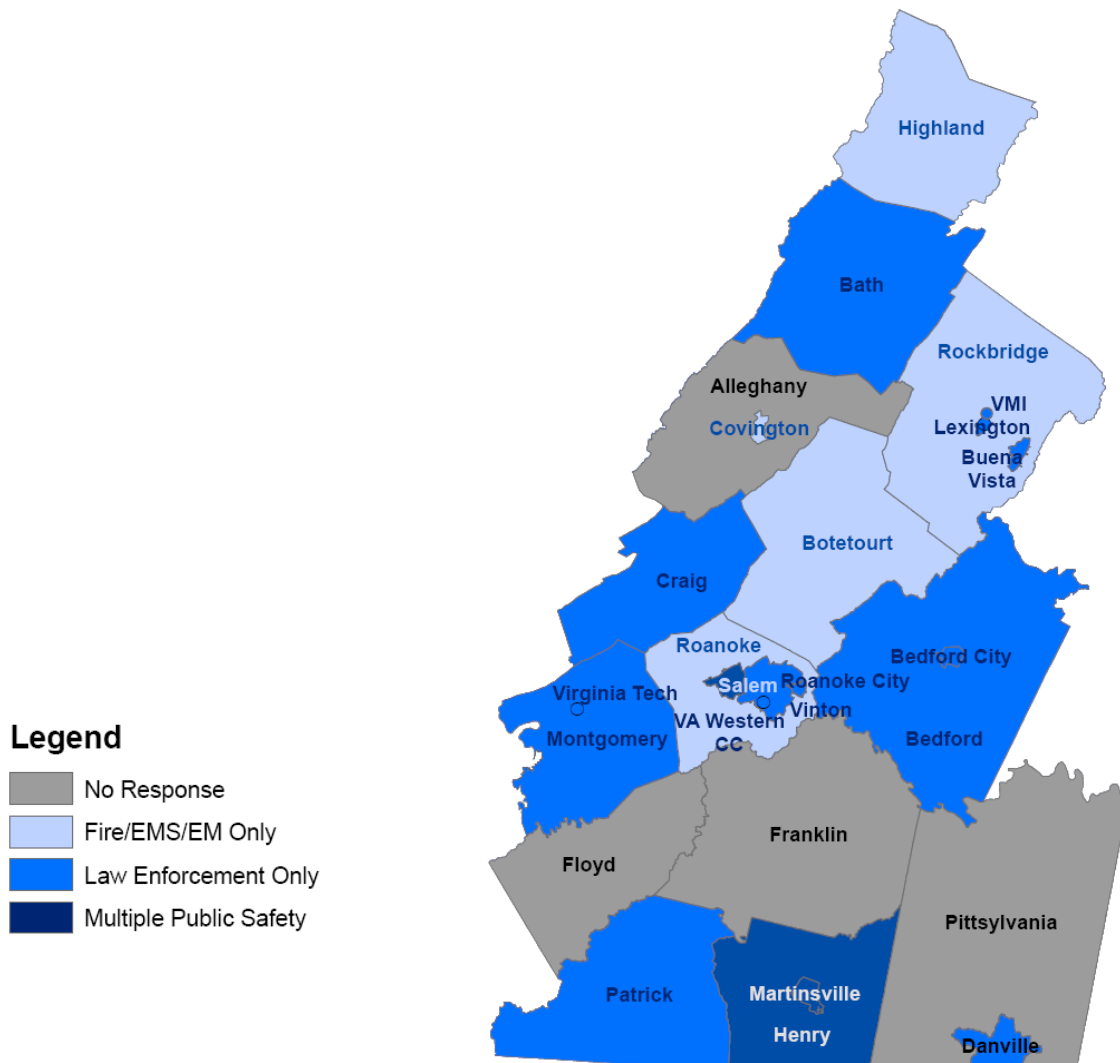 Highland
Bath
Rockbridge
Alleghany
VMI
Covington
Lexington
Buena
Vista
Botetourt
Craig
Roanoke
Bedford City
Salem
Roanoke City
Virginia Tech
Vinton
VA Western
CC
Montgomery
Bedford
Legend
No Response
Fire/EMS/EM Only
Law Enforcement Only
Multiple Public Safety
Franklin
Floyd
Pittsylvania
Patrick
Martinsville
Henry
Danville